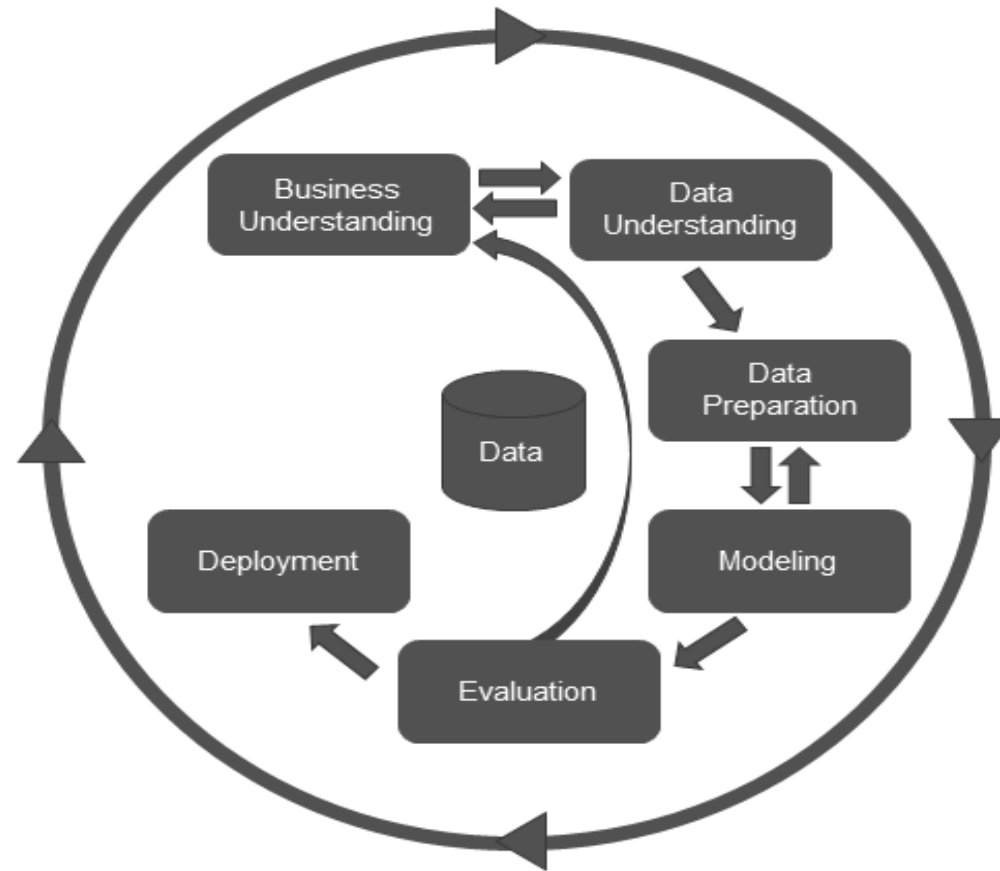 Business
Understanding
Data
Understanding
Data
Preparation
Data
Modeling
Deployment
Evaluation